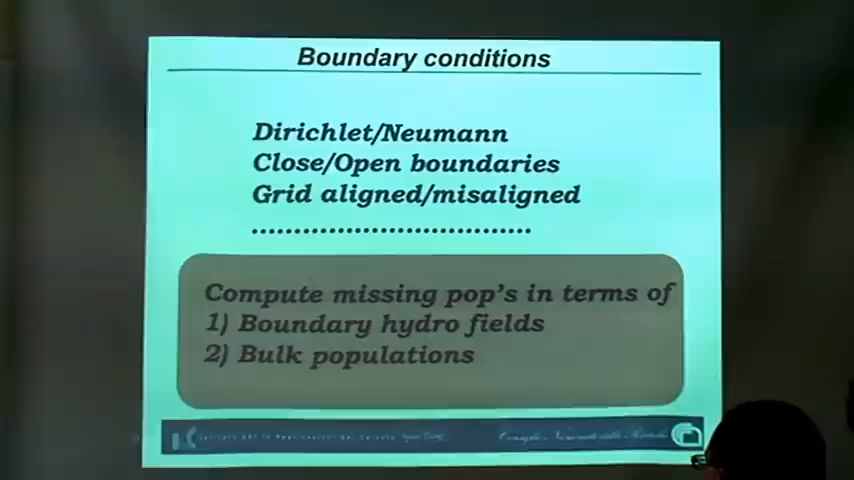 Boundary conditions
Dirichlet/Neumann
Close/Open boundaries
Grid aligned/misaligned
.................................
Compute missing pop's in terms of
1) Boundary hydro fields
2) Bulk populations